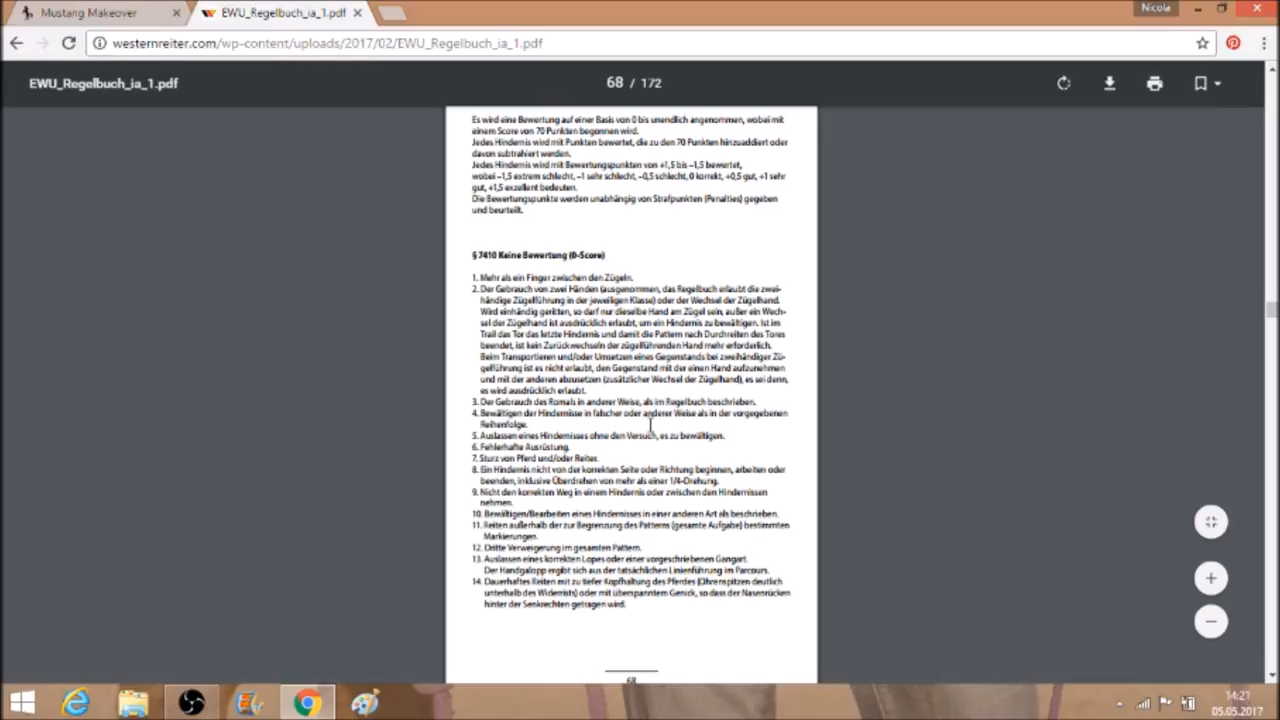 Mustang Makeover
EWU_Regelbuch_ia_1.pdf
Nicola
westernreiter.com/wp-content/uploads/2017/02/EWU_Regelbuch_ia_1.pdf
EWU_Regelbuch_ia_1.pdf
68 / 172
Es wird eine Bewertung auf einer Basis von 0 bis unendlich angenommen, wobei mit
einem Score von 70 Punkten begonnen wird.
Jedes Hindernis wird mit Punkten bewertet, die zu den 70 Punkten hinzuaddiert oder
davon subtrahiert werden.
Jedes Hindernis wird mit Bewertungspunkten von +1,5 bis –1,5 bewertet,
wobei –1,5 extrem schlecht, –1 sehr schlecht, –0,5 schlecht, 0 korrekt, +0,5 gut, +1 sehr
gut, +1,5 exzellent bedeuten.
Die Bewertungspunkte werden unabhängig von Strafpunkten (Penalties) gegeben
und beurteilt.
§ 7410 Keine Bewertung (0-Score)
1. Mehr als ein Finger zwischen den Zügeln.
2. Der Gebrauch von zwei Händen (ausgenommen, das Regelbuch erlaubt die zwei-
händige Zügelführung in der jeweiligen Klasse) oder der Wechsel der Zügelhand.
Wird einhändig geritten, so darf nur dieselbe Hand am Zügel sein, außer ein Wech-
sel der Zügelhand ist ausdrücklich erlaubt, um ein Hindernis zu bewältigen. Ist im
Trail das Tor das letzte Hindernis und damit die Pattern nach Durchreiten des Tores
beendet, ist kein Zurückwechseln der zügelführenden Hand mehr erforderlich.
Beim Transportieren und/oder Umsetzen eines Gegenstands bei zweihändiger Zü-
gelführung ist es nicht erlaubt, den Gegenstand mit der einen Hand aufzunehmen
und mit der anderen abzusetzen (zusätzlicher Wechsel der Zügelhand), es sei denn,
es wird ausdrücklich erlaubt.
3. Der Gebrauch des Romals in anderer Weise, als im Regelbuch beschrieben.
4. Bewältigen der Hindernisse in falscher oder anderer Weise als in der vorgegebenen
Reihenfolge.
5. Auslassen eines Hindernisses ohne den Versuch, es zu bewältigen.
6. Fehlerhafte Ausrüstung.
7. Sturz von Pferd und/oder Reiter.
8. Ein Hindernis nicht von der korrekten Seite oder Richtung beginnen, arbeiten oder
beenden, inklusive Überdrehen von mehr als einer 1/4-Drehung.
9. Nicht den korrekten Weg in einem Hindernis oder zwischen den Hindernissen
nehmen.
10. Bewältigen/Bearbeiten eines Hindernisses in einer anderen Art als beschrieben.
11. Reiten außerhalb der zur Begrenzung des Patterns (gesamte Aufgabe) bestimmten
Markierungen.
12. Dritte Verweigerung im gesamten Pattern.
13. Auslassen eines korrekten Lopes oder einer vorgeschriebenen Gangart.
Der Handgalopp ergibt sich aus der tatsächlichen Linienführung im Parcours.
14. Dauerhaftes Reiten mit zu tiefer Kopfhaltung des Pferdes (Ohrenspitzen deutlich
unterhalb des Widerrists) oder mit überspanntem Genick, so dass der Nasenrücken
hinter der Senkrechten getragen wird.
68
14:21
05.05.2017